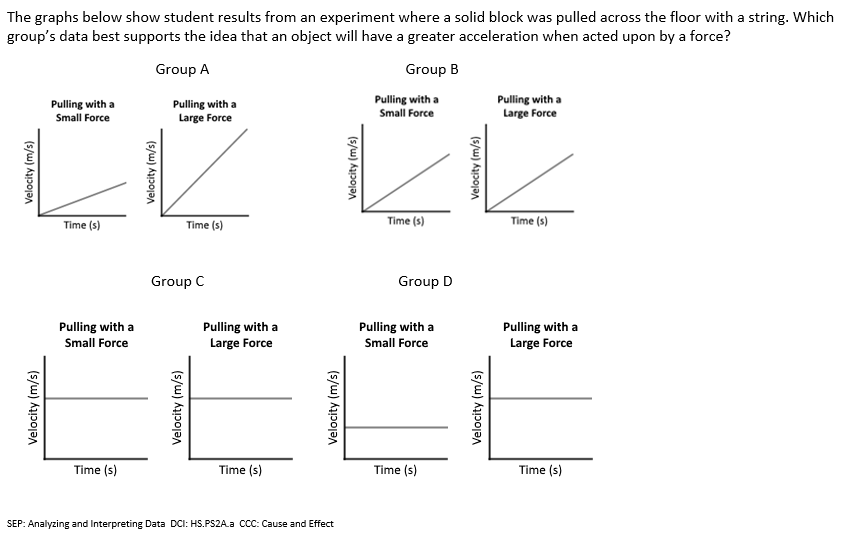 The graphs below show student results from an experiment where a solid block was pulled across the floor with a string. Which
group's data best supports the idea that an object will have a greater acceleration when acted upon by a force?
Group A
Pulling with a
Small Force
Velocity (m/s)
Time (s)
Pulling with a
Large Force
Velocity (m/s)
Time (s)
Group B
Pulling with a
Small Force
Velocity (m/s)
Time (s)
Pulling with a
Large Force
Velocity (m/s)
Time (s)
Group C
Pulling with a
Small Force
Velocity (m/s)
Time (s)
Pulling with a
Large Force
Velocity (m/s)
Time (s)
Group D
Pulling with a
Small Force
Velocity (m/s)
Time (s)
Pulling with a
Large Force
Velocity (m/s)
Time (s)
SEP: Analyzing and Interpreting Data DCI: HS.PS2A.a CCC: Cause and Effect